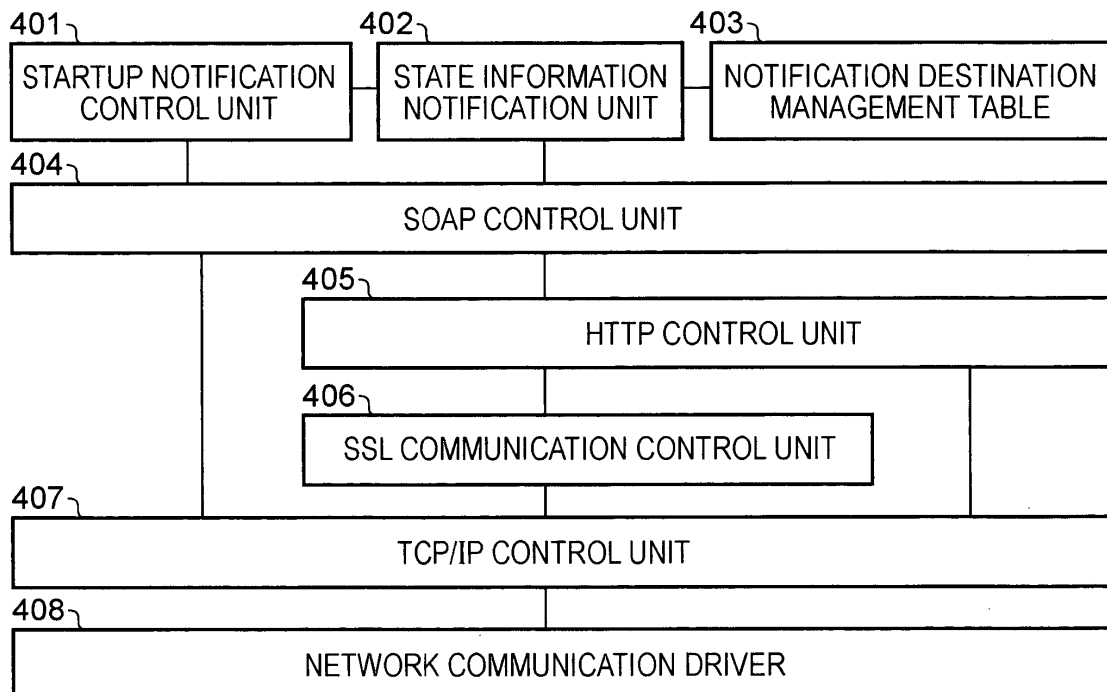 401
STARTUP NOTIFICATION
CONTROL UNIT
402
STATE INFORMATION
NOTIFICATION UNIT
403
NOTIFICATION DESTINATION
MANAGEMENT TABLE
404
SOAP CONTROL UNIT
405
HTTP CONTROL UNIT
406
SSL COMMUNICATION CONTROL UNIT
407
TCP/IP CONTROL UNIT
408
NETWORK COMMUNICATION DRIVER